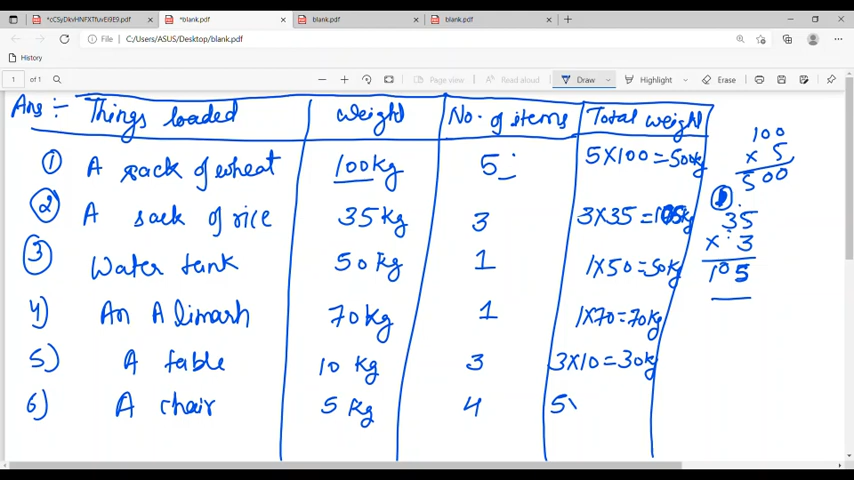 *cCSyDkvHNFXTfuvEi9E9.pdf *blank.pdf blank.pdf blank.pdf
File C:/Users/ASUS/Desktop/blank.pdf
History
1 of 1 Page view Read aloud Draw Highlight Erase
Ans :- Things loaded Weight No. of items Total weight
100
x 5
500
① A sack of wheat 100kg 5 5X100=500kg
② A sack of rice 35kg 3 3X35=105kg
35
x 3
105
③ Water tank 50kg 1 1X50=50kg
4) An Almirah 70kg 1 1X70=70kg
5) A table 10 kg 3 3X10=30kg
6) A chair 5 kg 4 5\